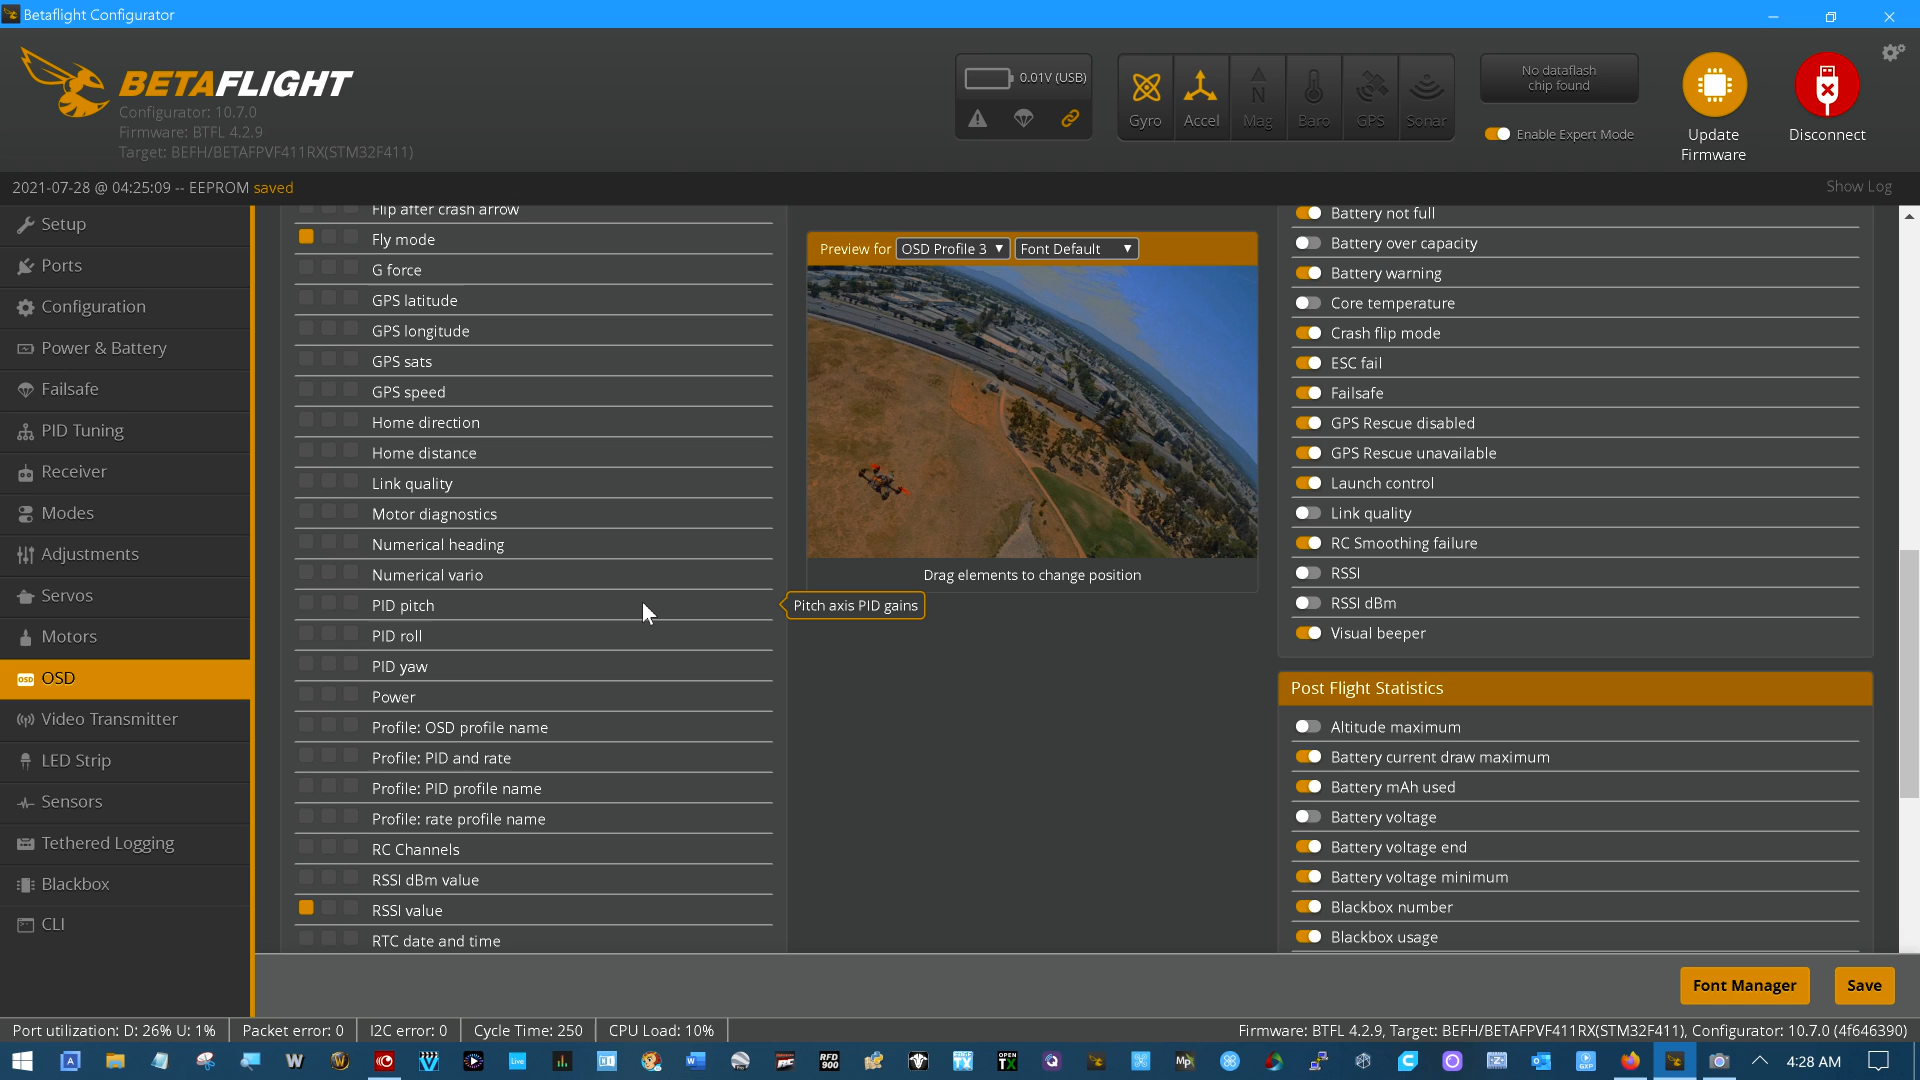 Betaflight Configurator
BETAFLIGHT
Configurator: 10.7.0
Firmware: BTFL 4.2.9
Target: BEFH/BETAFPVF411RX(STM32F411)
0.01V (USB)
Gyro
Accel
Mag
Baro
GPS
Sonar
No dataflash
chip found
Enable Expert Mode
Update
Firmware
Disconnect
2021-07-28 @ 04:25:09 -- EEPROM saved
Show Log
Setup
Ports
Configuration
Power & Battery
Failsafe
PID Tuning
Receiver
Modes
Adjustments
Servos
Motors
OSD
Video Transmitter
LED Strip
Sensors
Tethered Logging
Blackbox
CLI
Flip after crash arrow
Fly mode
G force
GPS latitude
GPS longitude
GPS sats
GPS speed
Home direction
Home distance
Link quality
Motor diagnostics
Numerical heading
Numerical vario
PID pitch
PID roll
PID yaw
Power
Profile: OSD profile name
Profile: PID and rate
Profile: PID profile name
Profile: rate profile name
RC Channels
RSSI dBm value
RSSI value
RTC date and time
Preview for OSD Profile 3 Font Default
Drag elements to change position
Pitch axis PID gains
Battery not full
Battery over capacity
Battery warning
Core temperature
Crash flip mode
ESC fail
Failsafe
GPS Rescue disabled
GPS Rescue unavailable
Launch control
Link quality
RC Smoothing failure
RSSI
RSSI dBm
Visual beeper
Post Flight Statistics
Altitude maximum
Battery current draw maximum
Battery mAh used
Battery voltage
Battery voltage end
Battery voltage minimum
Blackbox number
Blackbox usage
Font Manager
Save
Port utilization: D: 26% U: 1%
Packet error: 0
I2C error: 0
Cycle Time: 250
CPU Load: 10%
Firmware: BTFL 4.2.9, Target: BEFH/BETAFPVF411RX(STM32F411), Configurator: 10.7.0 (4f646390)
4:28 AM